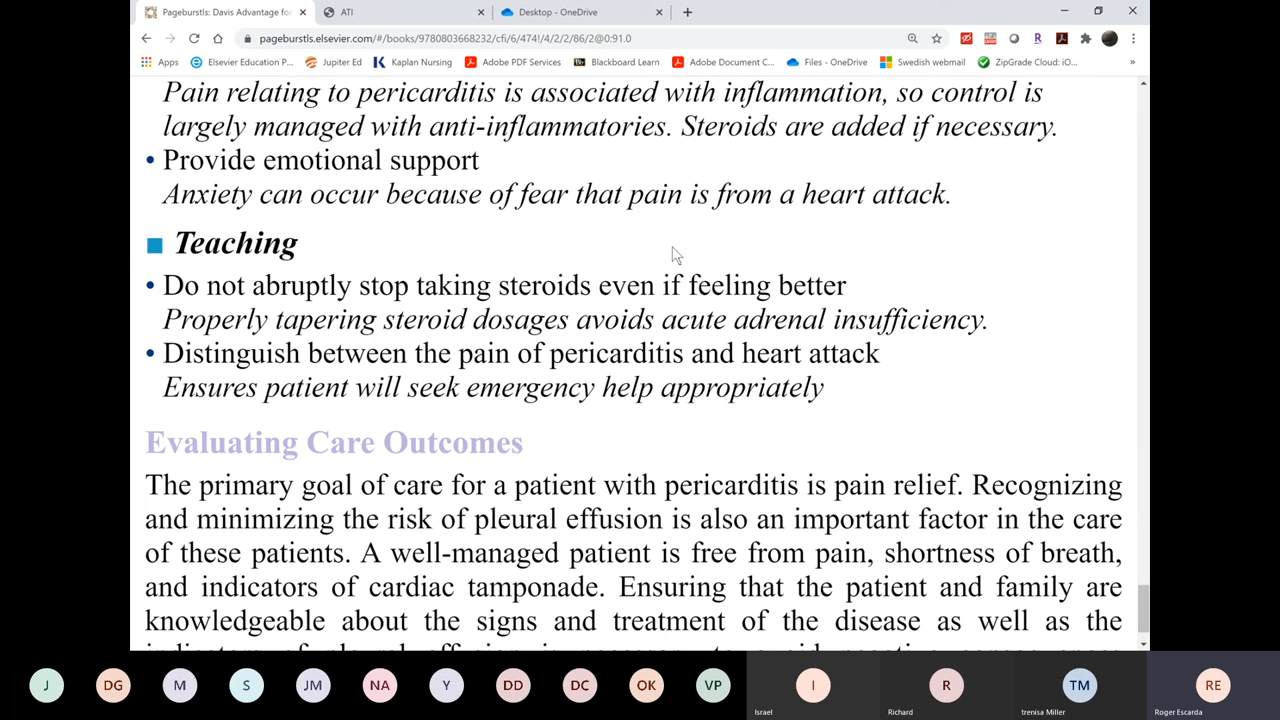 Pageburstls: Davis Advantage for
ATI
Desktop - OneDrive
pageburstls.elsevier.com/#/books/9780803668232/cfi/6/474!/4/2/2/86/2@0:91.0
Apps
Elsevier Education P...
Jupiter Ed
Kaplan Nursing
Adobe PDF Services
Blackboard Learn
Adobe Document C...
Files - OneDrive
Swedish webmail
ZipGrade Cloud: iO...
Pain relating to pericarditis is associated with inflammation, so control is
largely managed with anti-inflammatories. Steroids are added if necessary.
• Provide emotional support
Anxiety can occur because of fear that pain is from a heart attack.
Teaching
• Do not abruptly stop taking steroids even if feeling better
Properly tapering steroid dosages avoids acute adrenal insufficiency.
• Distinguish between the pain of pericarditis and heart attack
Ensures patient will seek emergency help appropriately
Evaluating Care Outcomes
The primary goal of care for a patient with pericarditis is pain relief. Recognizing
and minimizing the risk of pleural effusion is also an important factor in the care
of these patients. A well-managed patient is free from pain, shortness of breath,
and indicators of cardiac tamponade. Ensuring that the patient and family are
knowledgeable about the signs and treatment of the disease as well as the
J
DG
M
S
JM
NA
Y
DD
DC
OK
VP
I
R
TM
RE
Israel
Richard
trenisa Miller
Roger Escarda